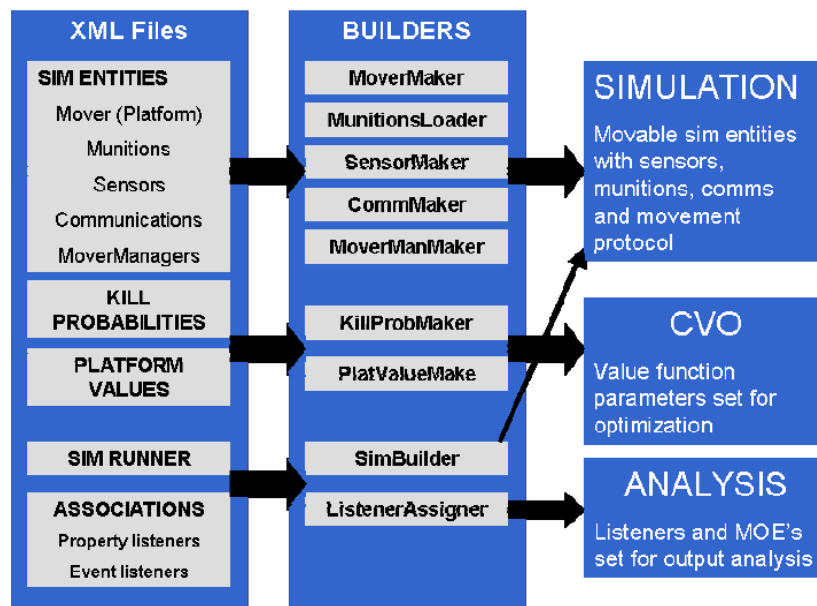 XML Files
SIM ENTITIES
Mover (Platform)
Munitions
Sensors
Communications
MoverManagers
KILL
PROBABILITIES
PLATFORM
VALUES
SIM RUNNER
ASSOCIATIONS
Property listeners
Event listeners
BUILDERS
MoverMaker
MunitionsLoader
SensorMaker
CommMaker
MoverManMaker
KillProbMaker
PlatValueMake
SimBuilder
ListenerAssigner
SIMULATION
Movable sim entities
with sensors,
munitions, comms
and movement
protocol
CVO
Value function
parameters set for
optimization
ANALYSIS
Listeners and MOE's
set for output analysis